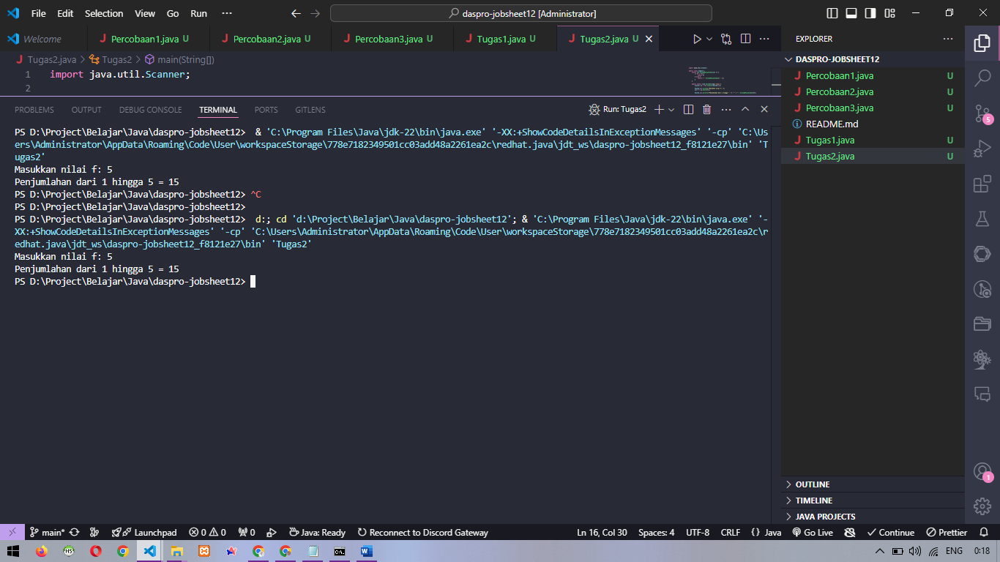 File Edit Selection View Go Run ··· daspro-jobsheet12 [Administrator]
Welcome Percobaan1.java U Percobaan2.java U Percobaan3.java U Tugas1.java U Tugas2.java U
Tugas2.java > Tugas2 > main(String[])
1 import java.util.Scanner;
2
PROBLEMS OUTPUT DEBUG CONSOLE TERMINAL PORTS GITLENS Run: Tugas2
PS D:\Project\Belajar\Java\daspro-jobsheet12>  & 'C:\Program Files\Java\jdk-22\bin\java.exe' '-XX:+ShowCodeDetailsInExceptionMessages' '-cp' 'C:\Us
ers\Administrator\AppData\Roaming\Code\User\workspaceStorage\778e7182349501cc03add48a2261ea2c\redhat.java\jdt_ws\daspro-jobsheet12_f8121e27\bin' 'T
ugas2'
Masukkan nilai f: 5
Penjumlahan dari 1 hingga 5 = 15
PS D:\Project\Belajar\Java\daspro-jobsheet12> ^C
PS D:\Project\Belajar\Java\daspro-jobsheet12>
PS D:\Project\Belajar\Java\daspro-jobsheet12>  d:; cd 'd:\Project\Belajar\Java\daspro-jobsheet12'; & 'C:\Program Files\Java\jdk-22\bin\java.exe' '-
XX:+ShowCodeDetailsInExceptionMessages' '-cp' 'C:\Users\Administrator\AppData\Roaming\Code\User\workspaceStorage\778e7182349501cc03add48a2261ea2c\r
edhat.java\jdt_ws\daspro-jobsheet12_f8121e27\bin' 'Tugas2'
Masukkan nilai f: 5
Penjumlahan dari 1 hingga 5 = 15
PS D:\Project\Belajar\Java\daspro-jobsheet12>
EXPLORER
DASPRO-JOBSHEET12
Percobaan1.java U
Percobaan2.java U
Percobaan3.java U
README.md
Tugas1.java U
Tugas2.java U
OUTLINE
TIMELINE
JAVA PROJECTS
5
1
main* Launchpad 0 0 0 Java: Ready Reconnect to Discord Gateway Ln 16, Col 30 Spaces: 4 UTF-8 CRLF {} Java Go Live Continue Prettier
HS ENG 0:18